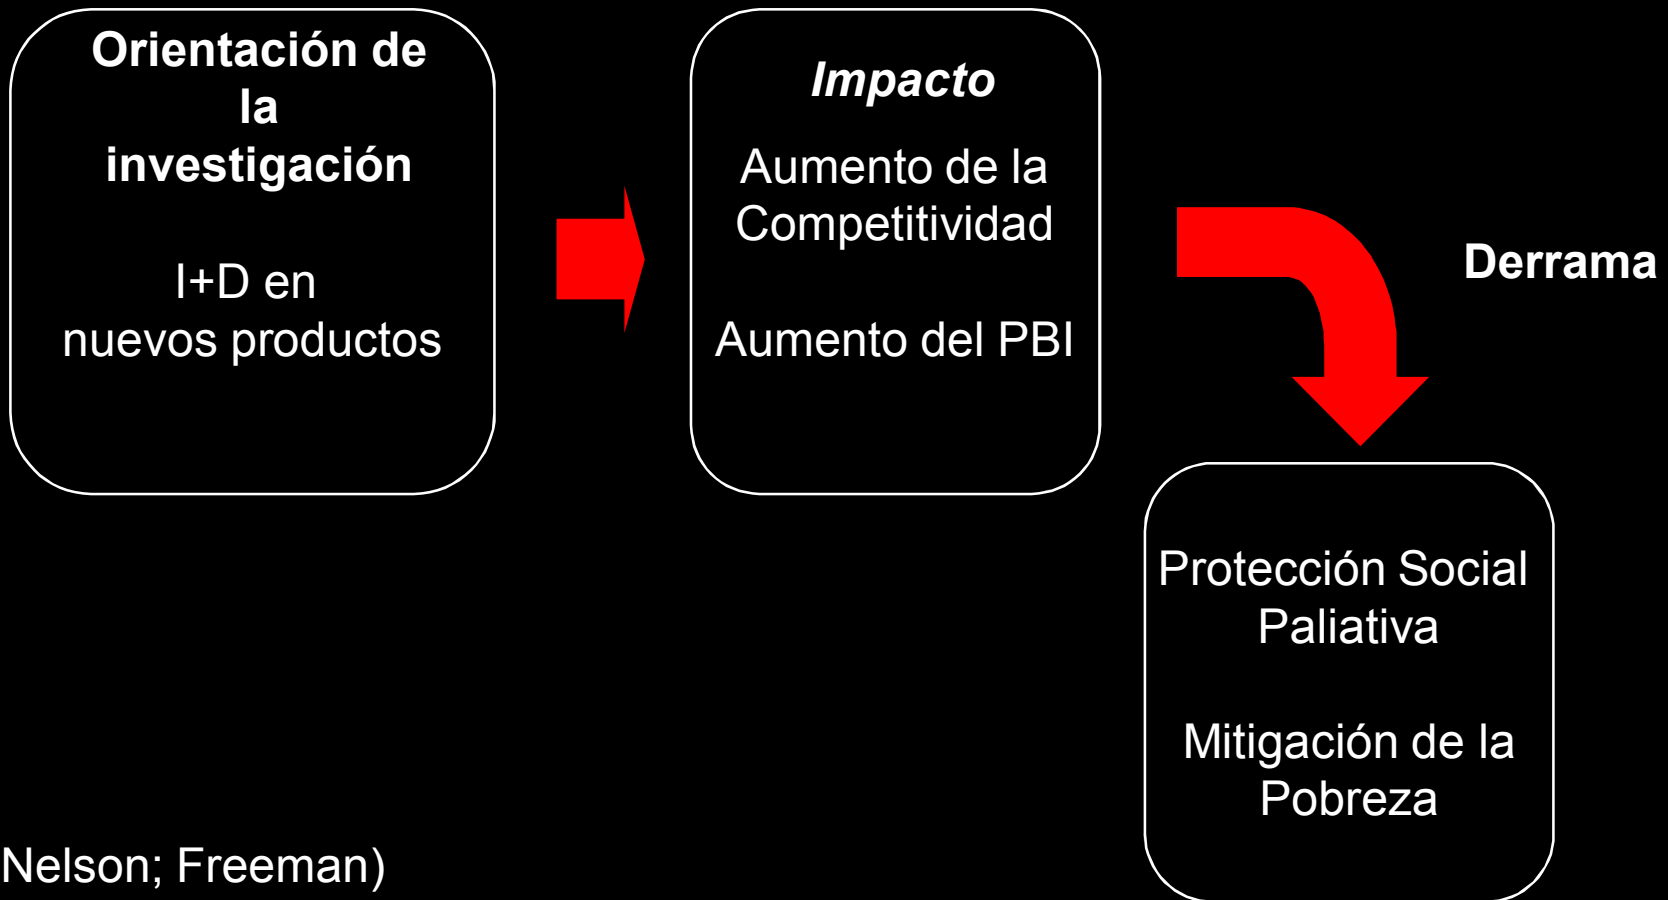 Orientación de
la
investigación
I+D en
nuevos productos
Impacto
Aumento de la
Competitividad
Aumento del PBI
Derrama
Protección Social
Paliativa
Mitigación de la
Pobreza
Nelson; Freeman)